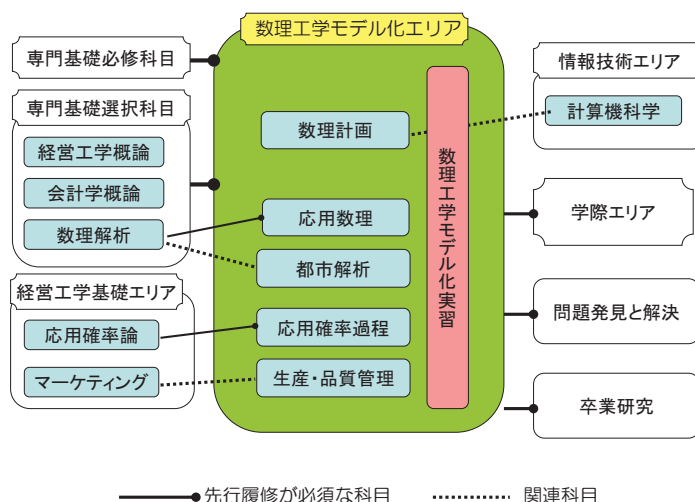 数理工学モデル化エリア
専門基礎必修科目
専門基礎選択科目
経営工学概論
会計学概論
数理解析
経営工学基礎エリア
応用確率論
マーケティング
数理計画
応用数理
都市解析
応用確率過程
生産・品質管理
数理工学モデル化実習
情報技術エリア
計算機科学
学際エリア
問題発見と解決
卒業研究
先行履修が必須な科目
関連科目